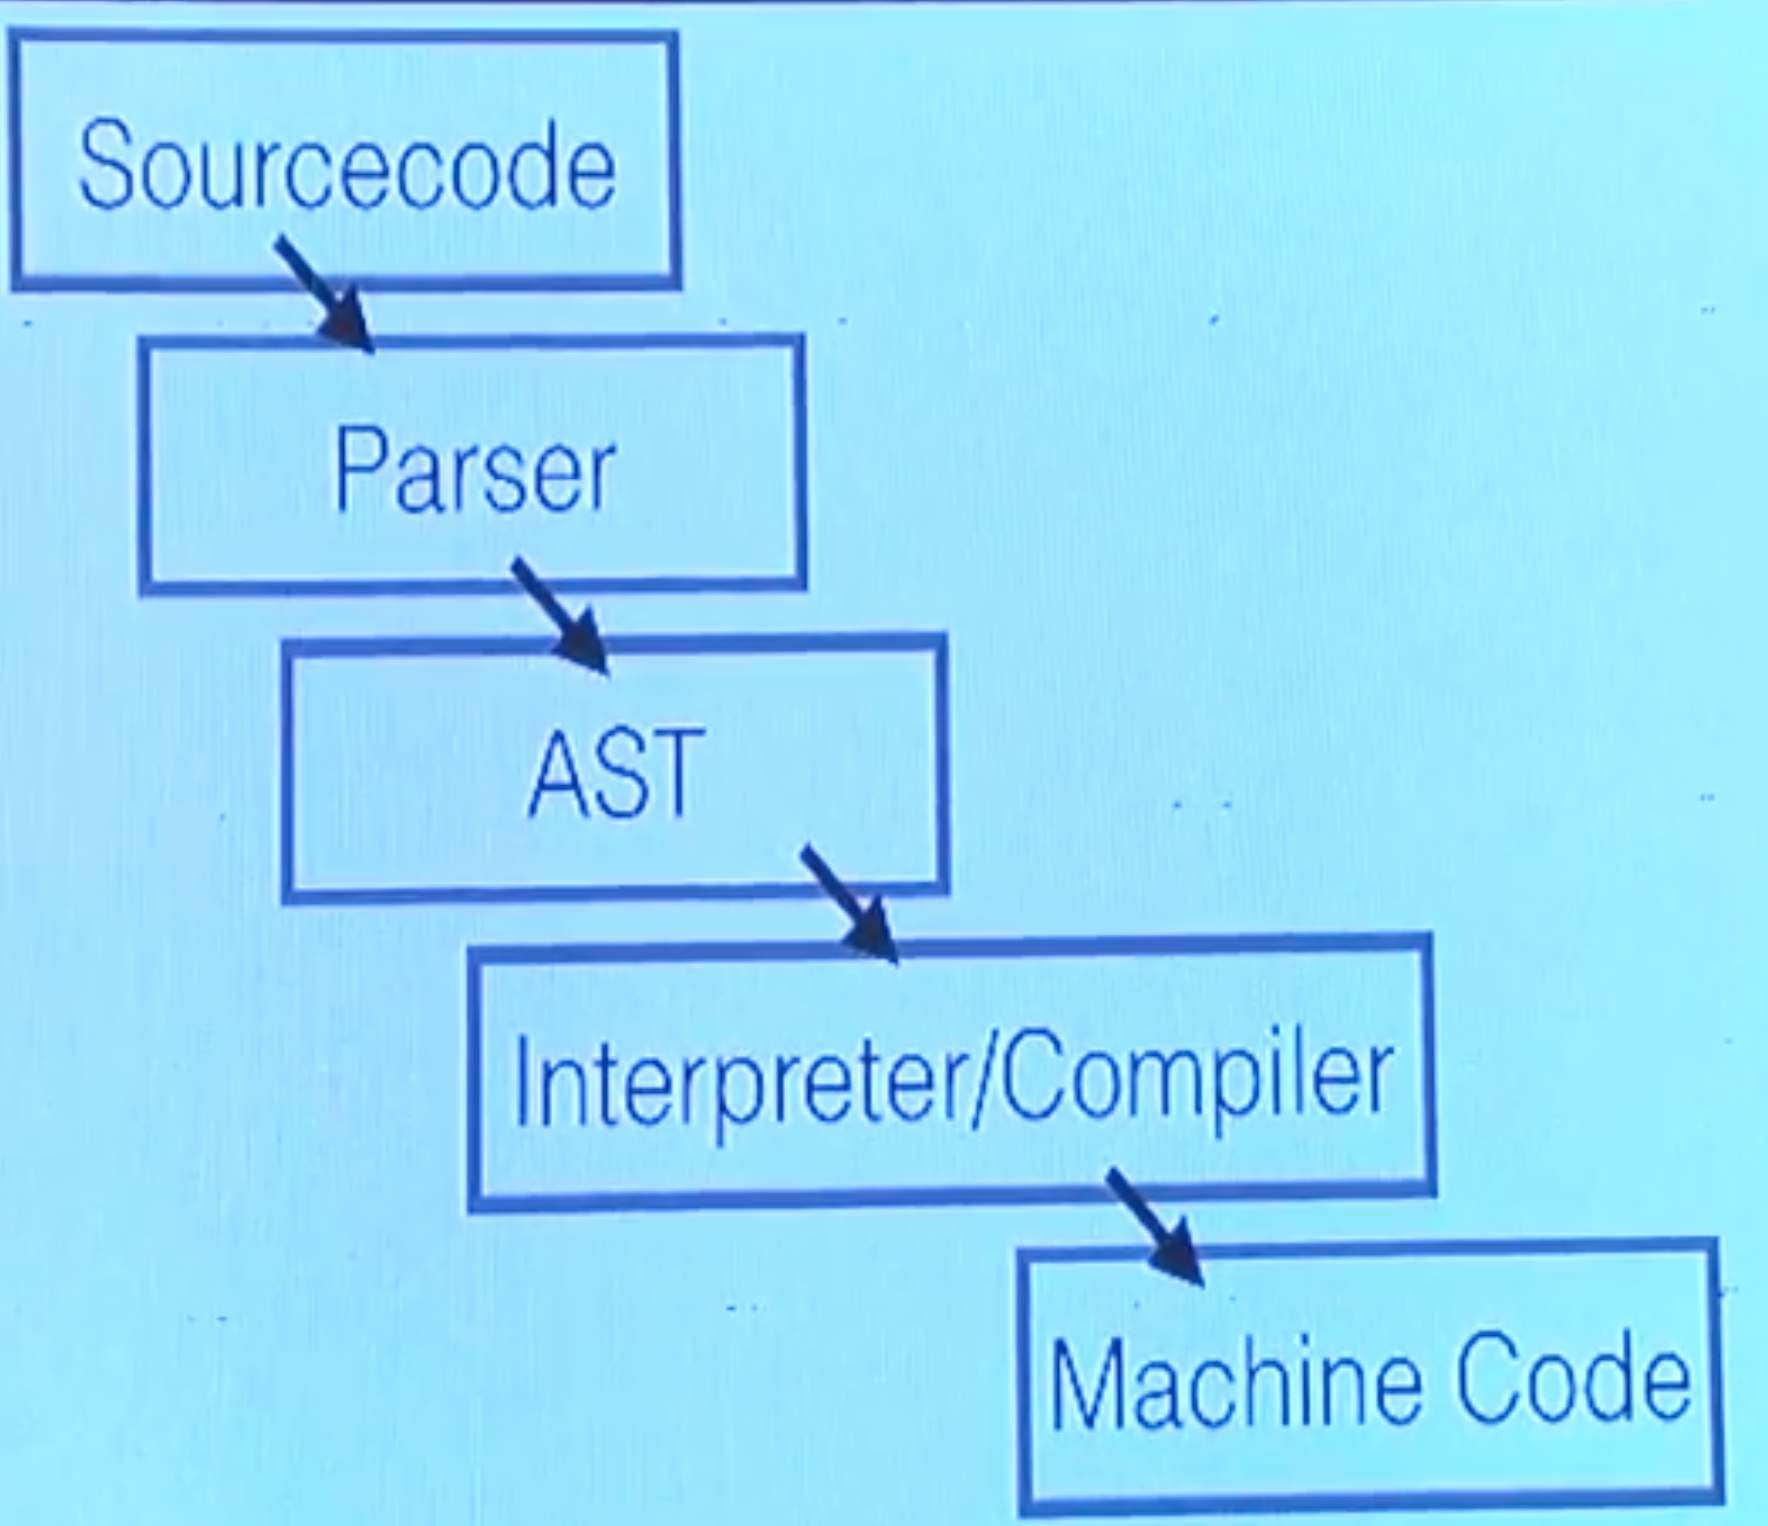 Sourcecode
Parser
AST
Interpreter/Compiler
Machine Code